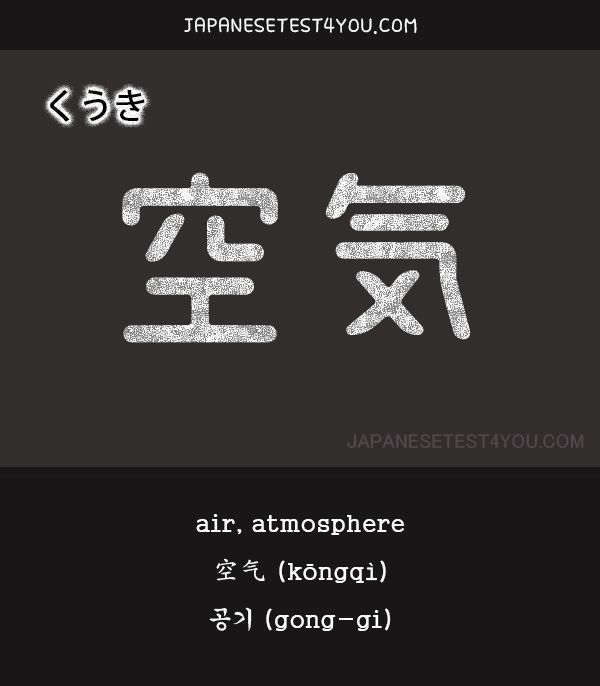 JAPANESETEST4YOU.COM
くうき
空気
JAPANESETEST4YOU.COM
air, atmosphere
空气 (kōngqì)
공기 (gong-gi)